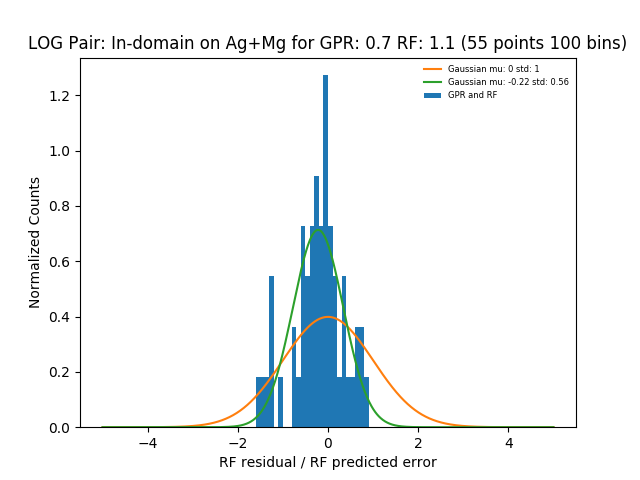 LOG Pair: In-domain on Ag+Mg for GPR: 0.7 RF: 1.1 (55 points 100 bins)
Gaussian mu: 0 std: 1
Gaussian mu: -0.22 std: 0.56
GPR and RF
Normalized Counts
1.2
1.0
0.8
0.6
0.4
0.2
0.0
−4
−2
0
2
4
RF residual / RF predicted error